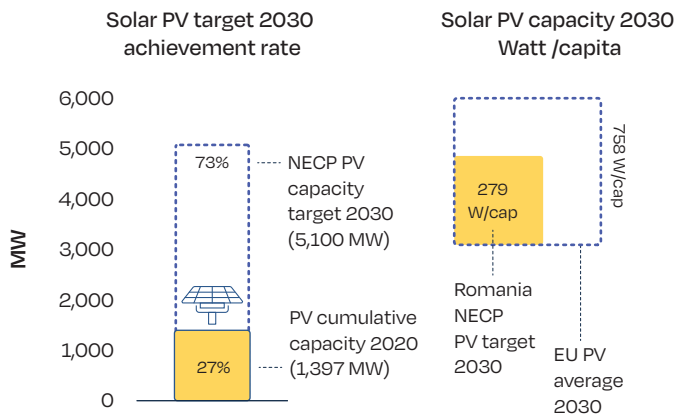 Solar PV target 2030
achievement rate
6,000
5,000
4,000
3,000
2,000
1,000
0
MW
73%
27%
NECP PV
capacity
target 2030
(5,100 MW)
PV cumulative
capacity 2020
(1,397 MW)
Solar PV capacity 2030
Watt /capita
758 W/cap
279
W/cap
Romania
NECP
PV target
2030
EU PV
average
2030